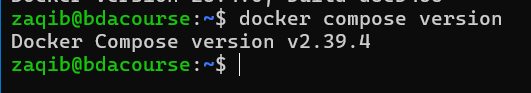 zaqib@bdacourse:~$ docker compose version
Docker Compose version v2.39.4
zaqib@bdacourse:~$